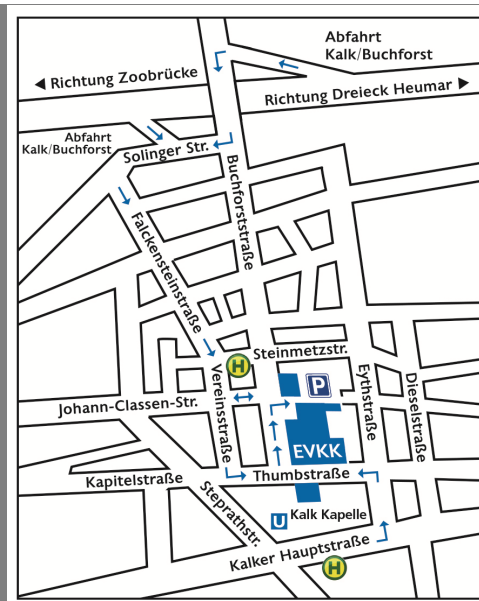 Abfahrt
Kalk/Buchforst
Richtung Zoobrücke
Richtung Dreieck Heumar
Abfahrt
Kalk/Buchforst
Solinger Str.
Buchforststraße
Falckensteinstraße
H
Steinmetzstr.
P
Vereinsstraße
Eythstraße
Dieselstraße
Johann-Classen-Str.
EVKK
Kapitelstraße
Thumbstraße
Steprathstr.
U Kalk Kapelle
Kalker Hauptstraße
H